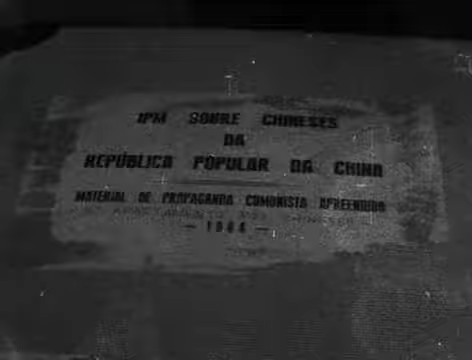 IPM SOBRE CHINESES
DA
REPÚBLICA POPULAR DA CHINA
MATERIAL DE PROPAGANDA COMUNISTA APREENDIDO
— 1964 —